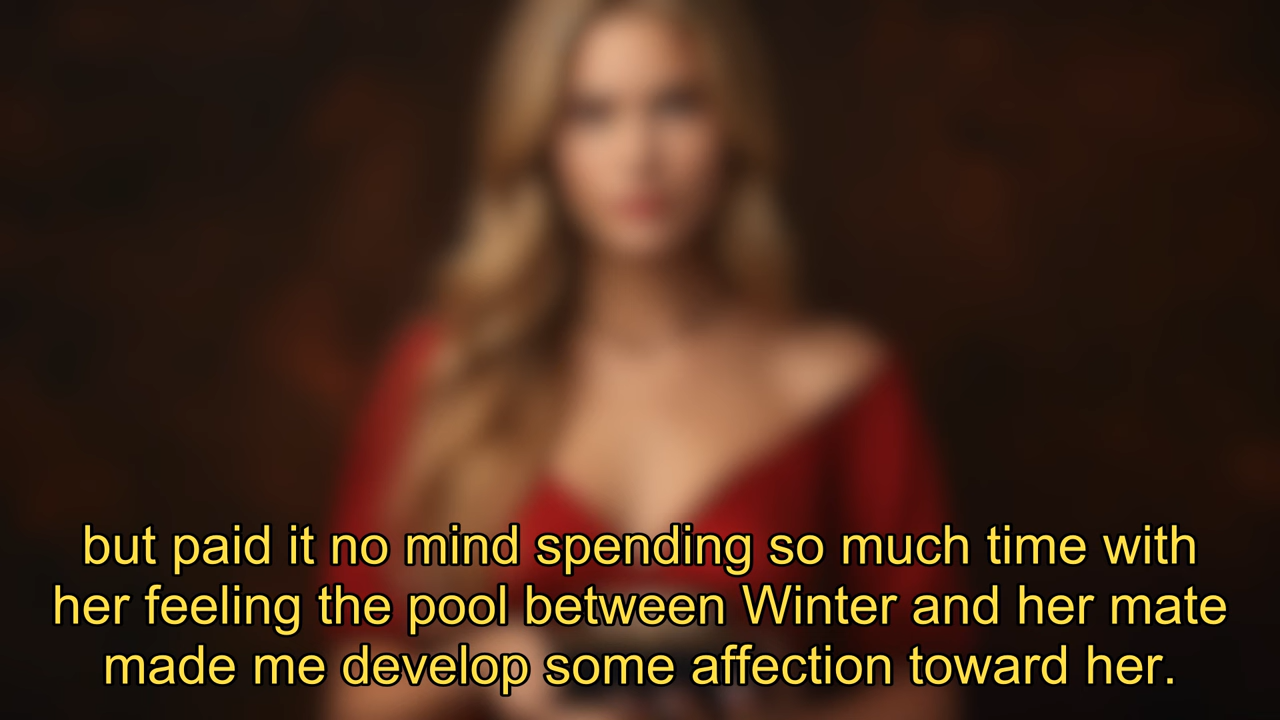 but paid it no mind spending so much time with
her feeling the pool between Winter and her mate
made me develop some affection toward her.